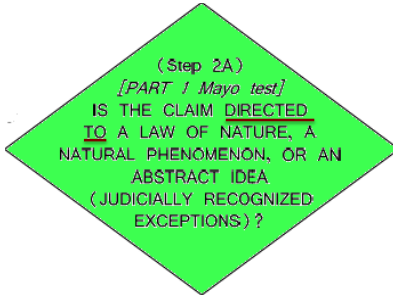 (Step 2A)
[PART 1 Mayo test]
IS THE CLAIM DIRECTED
TO A LAW OF NATURE, A
NATURAL PHENOMENON, OR AN
ABSTRACT IDEA
(JUDICIALLY RECOGNIZED
EXCEPTIONS)?